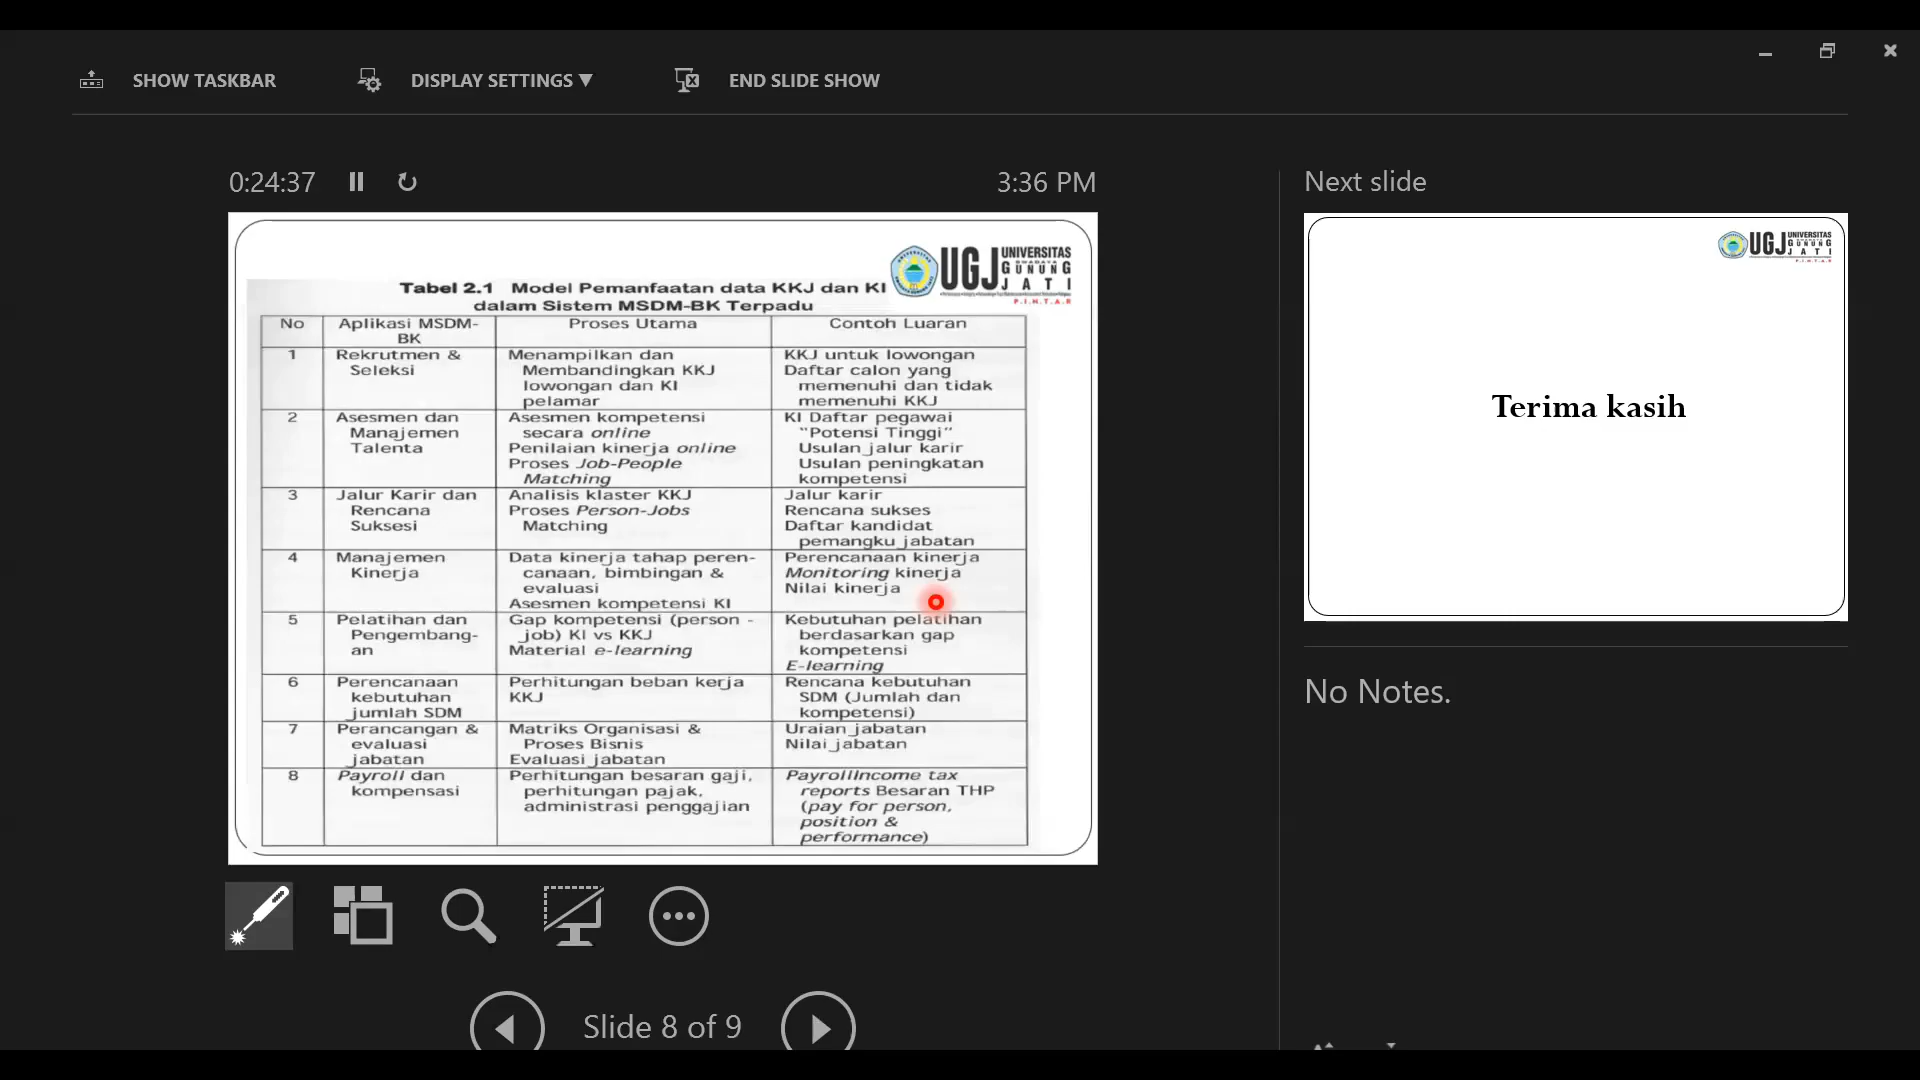 SHOW TASKBAR
DISPLAY SETTINGS ▼
END SLIDE SHOW
0:24:37
3:36 PM
UGJ UNIVERSITAS
SWADAYA
GUNUNG
JATI
P.I.N.T.A.R
Tabel 2.1 Model Pemanfaatan data KKJ dan KI
dalam Sistem MSDM-BK Terpadu
No
Aplikasi MSDM-
BK
Proses Utama
Contoh Luaran
1
Rekrutmen &
Seleksi
Menampilkan dan
Membandingkan KKJ
lowongan dan KI
pelamar
KKJ untuk lowongan
Daftar calon yang
memenuhi dan tidak
memenuhi KKJ
2
Asesmen dan
Manajemen
Talenta
Asesmen kompetensi
secara online
Penilaian kinerja online
Proses Job-People
Matching
KI Daftar pegawai
"Potensi Tinggi"
Usulan jalur karir
Usulan peningkatan
kompetensi
3
Jalur Karir dan
Rencana
Suksesi
Analisis klaster KKJ
Proses Person-Jobs
Matching
Jalur karir
Rencana sukses
Daftar kandidat
pemangku jabatan
4
Manajemen
Kinerja
Data kinerja tahap peren-
canaan, bimbingan &
evaluasi
Asesmen kompetensi KI
Perencanaan kinerja
Monitoring kinerja
Nilai kinerja
5
Pelatihan dan
Pengembang-
an
Gap kompetensi (person -
job) KI vs KKJ
Material e-learning
Kebutuhan pelatihan
berdasarkan gap
kompetensi
E-learning
6
Perencanaan
kebutuhan
jumlah SDM
Perhitungan beban kerja
KKJ
Rencana kebutuhan
SDM (Jumlah dan
kompetensi)
7
Perancangan &
evaluasi
jabatan
Matriks Organisasi &
Proses Bisnis
Evaluasi jabatan
Uraian jabatan
Nilai jabatan
8
Payroll dan
kompensasi
Perhitungan besaran gaji,
perhitungan pajak,
administrasi penggajian
PayrollIncome tax
reports Besaran THP
(pay for person,
position &
performance)
Slide 8 of 9
Next slide
UGJ UNIVERSITAS
GUNUNG
JATI
P.I.N.T.A.R
Terima kasih
No Notes.